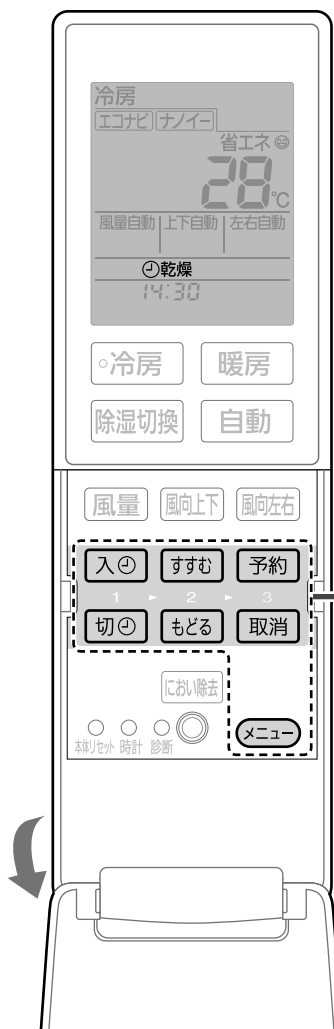 冷房
エコナビ ナノイー
省エネ
28℃
風量自動 上下自動 左右自動
乾燥
14:30
冷房 暖房
除湿切換 自動
風量 風向上下 風向左右
入 すすむ 予約
1 ▸ 2 ▸ 3
切 もどる 取消
におい除去
本体リセット 時計 診断 メニュー